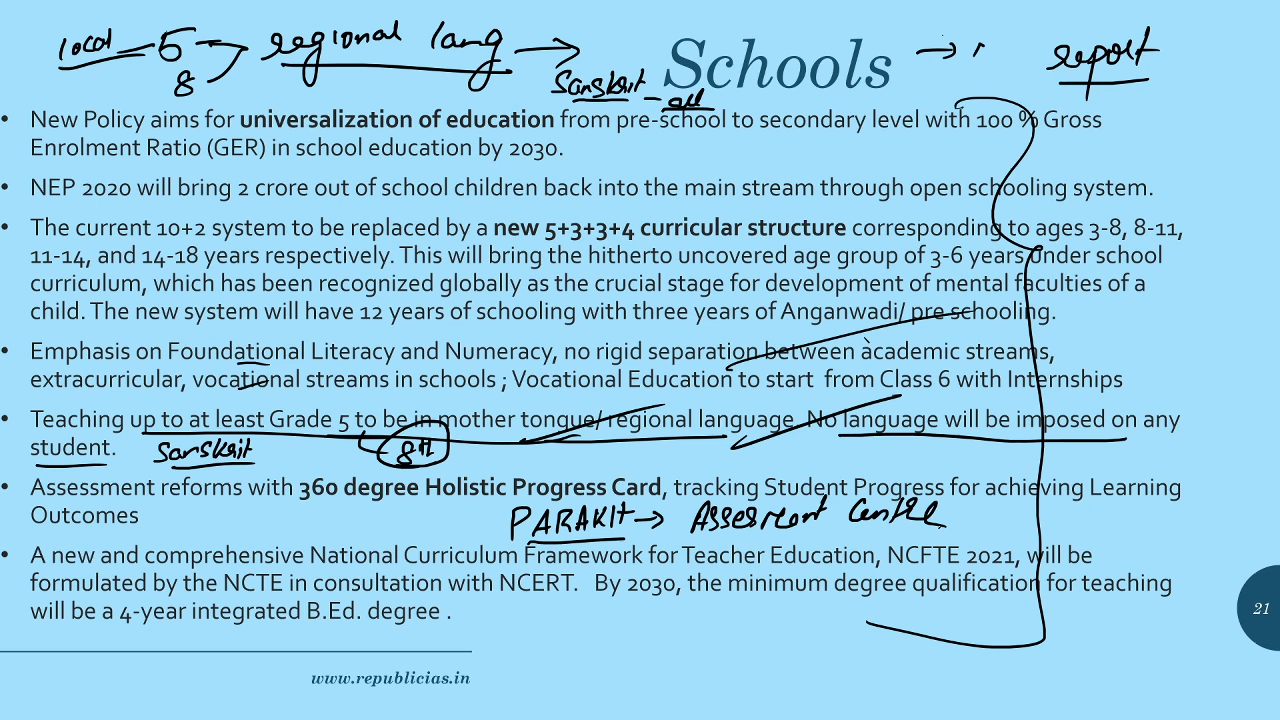 local – 5 → regional lang → Schools → report
8
Sanskrit – all
• New Policy aims for universalization of education from pre-school to secondary level with 100 % Gross
Enrolment Ratio (GER) in school education by 2030.
• NEP 2020 will bring 2 crore out of school children back into the main stream through open schooling system.
• The current 10+2 system to be replaced by a new 5+3+3+4 curricular structure corresponding to ages 3-8, 8-11,
11-14, and 14-18 years respectively. This will bring the hitherto uncovered age group of 3-6 years under school
curriculum, which has been recognized globally as the crucial stage for development of mental faculties of a
child. The new system will have 12 years of schooling with three years of Anganwadi/ pre schooling.
• Emphasis on Foundational Literacy and Numeracy, no rigid separation between academic streams,
extracurricular, vocational streams in schools ; Vocational Education to start from Class 6 with Internships
• Teaching up to at least Grade 5 to be in mother tongue/ regional language. No language will be imposed on any
student. Sanskrit 8th
• Assessment reforms with 360 degree Holistic Progress Card, tracking Student Progress for achieving Learning
Outcomes
PARAKH → Assesment Centre
• A new and comprehensive National Curriculum Framework for Teacher Education, NCFTE 2021, will be
formulated by the NCTE in consultation with NCERT. By 2030, the minimum degree qualification for teaching
will be a 4-year integrated B.Ed. degree .
21
www.republicias.in